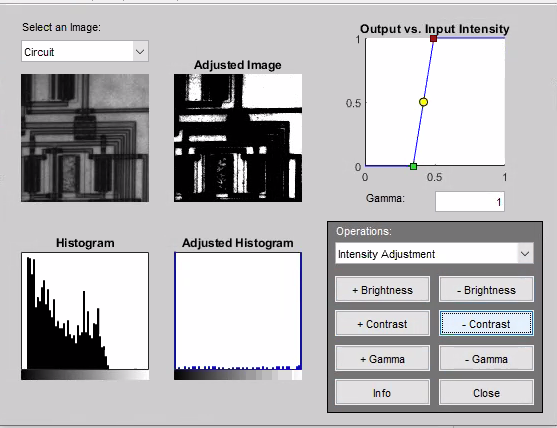 Select an Image:
Circuit
Adjusted Image
Output vs. Input Intensity
1
0.5
0
0
0.5
1
Gamma:
1
Histogram
Adjusted Histogram
Operations:
Intensity Adjustment
+ Brightness
- Brightness
+ Contrast
- Contrast
+ Gamma
- Gamma
Info
Close